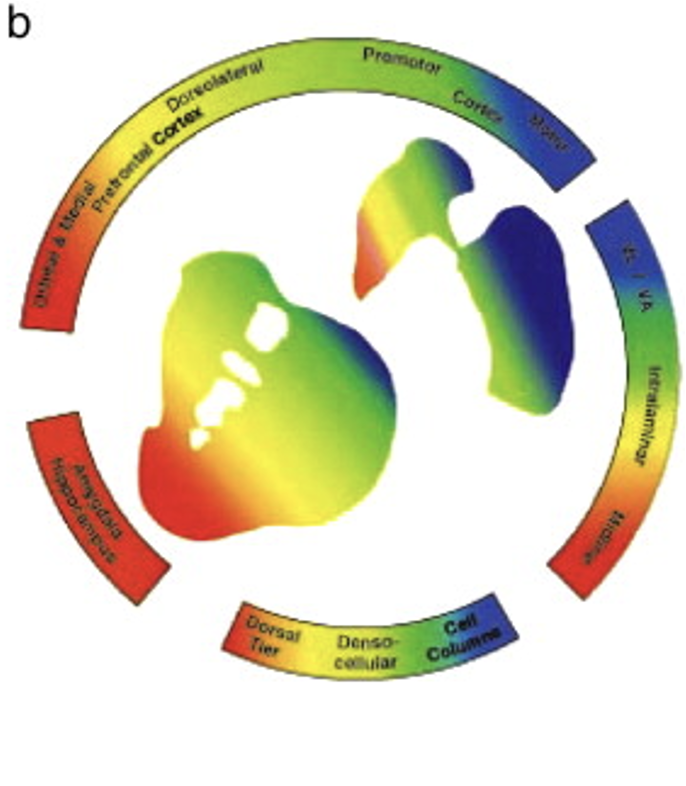 b
Orbital & Medial
Prefrontal Cortex
Dorsolateral
Premotor
Cortex
Motor
VL / VA
Intralaminar
Midline
Cell
Columns
Denso-
cellular
Dorsal
Tier
Amygdala
Hippocampus